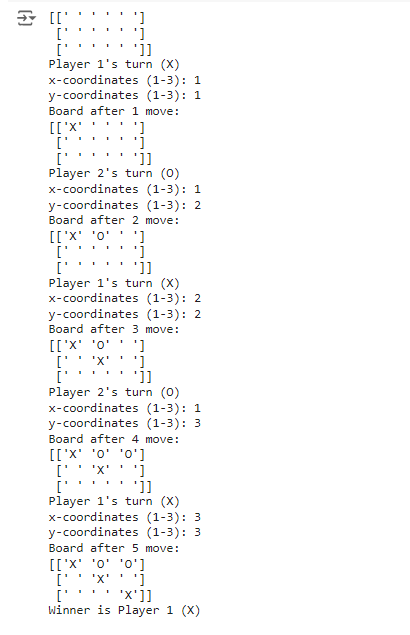 [[' ' ' ' ' ']
 [' ' ' ' ' ']
 [' ' ' ' ' ']]
Player 1's turn (X)
x-coordinates (1-3): 1
y-coordinates (1-3): 1
Board after 1 move:
[['X' ' ' ' ']
 [' ' ' ' ' ']
 [' ' ' ' ' ']]
Player 2's turn (O)
x-coordinates (1-3): 1
y-coordinates (1-3): 2
Board after 2 move:
[['X' 'O' ' ']
 [' ' ' ' ' ']
 [' ' ' ' ' ']]
Player 1's turn (X)
x-coordinates (1-3): 2
y-coordinates (1-3): 2
Board after 3 move:
[['X' 'O' ' ']
 [' ' 'X' ' ']
 [' ' ' ' ' ']]
Player 2's turn (O)
x-coordinates (1-3): 1
y-coordinates (1-3): 3
Board after 4 move:
[['X' 'O' 'O']
 [' ' 'X' ' ']
 [' ' ' ' ' ']]
Player 1's turn (X)
x-coordinates (1-3): 3
y-coordinates (1-3): 3
Board after 5 move:
[['X' 'O' 'O']
 [' ' 'X' ' ']
 [' ' ' ' 'X']]
Winner is Player 1 (X)